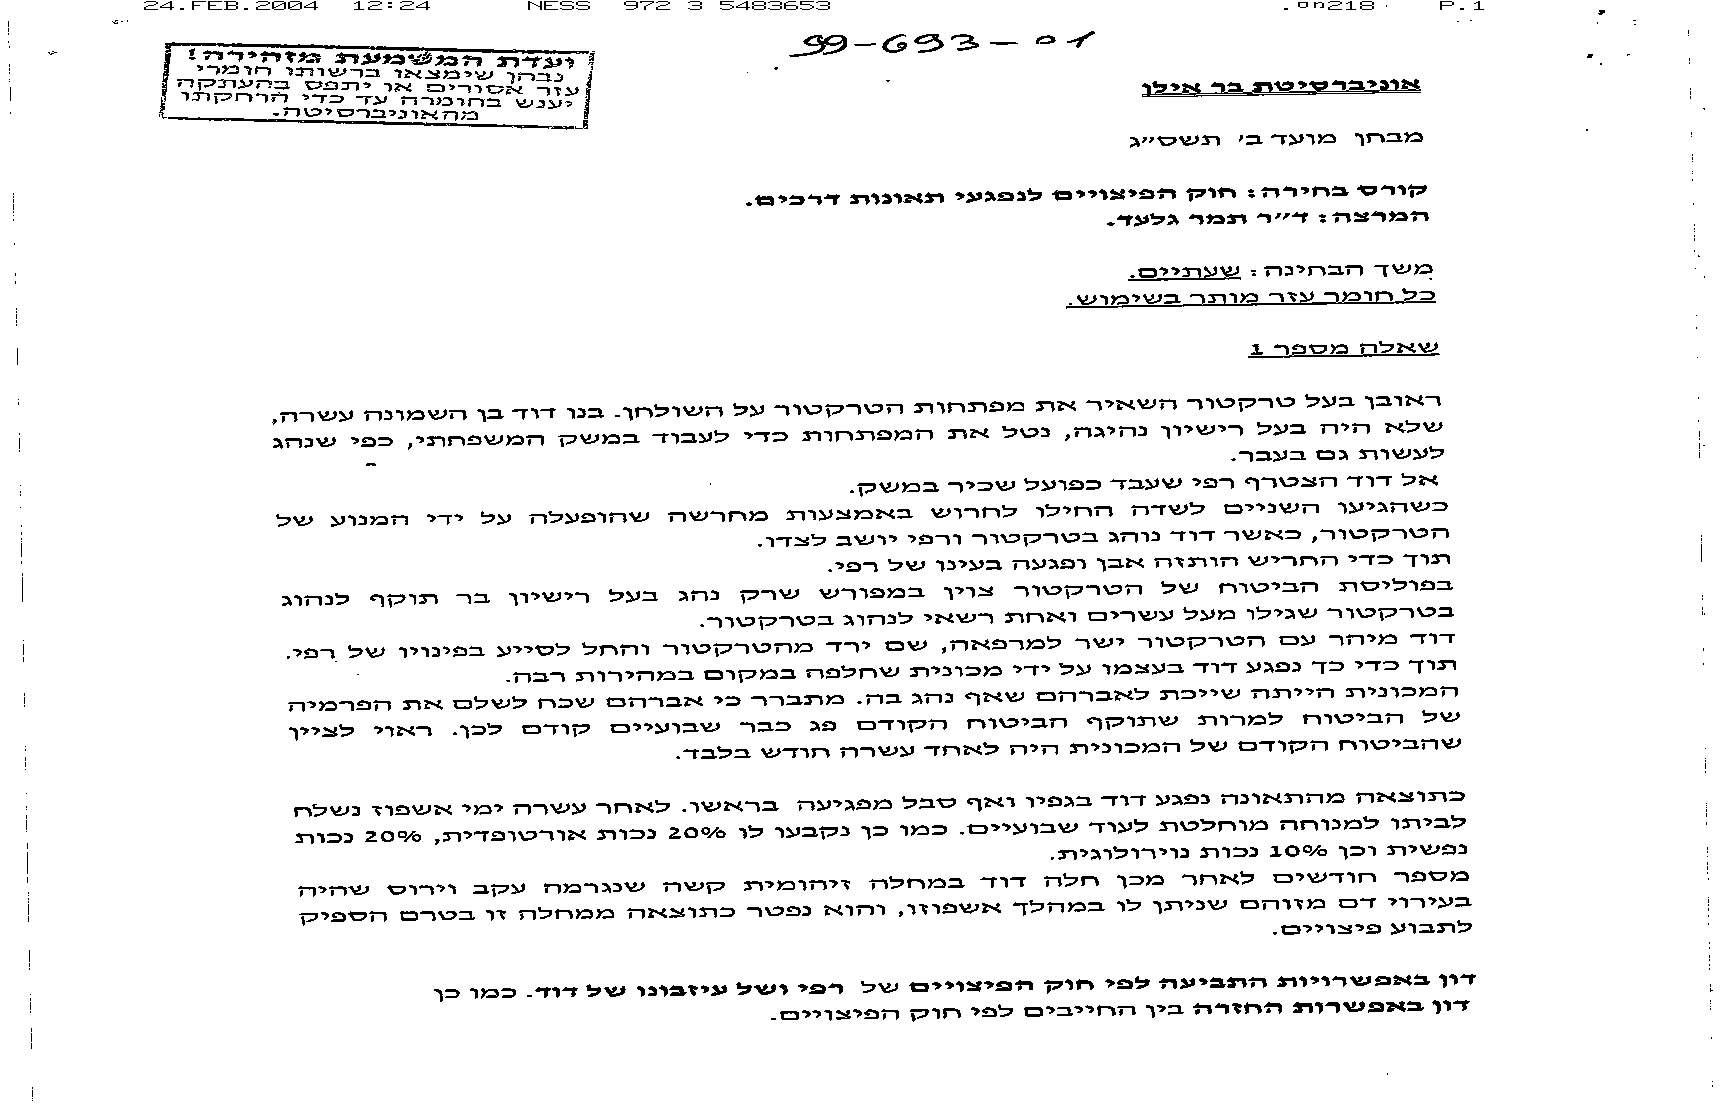 24.FEB.2004 12:24 NESS 972 3 5483653 P.1
99-693-01
ועדת המשמעת מזהירה!
נבחן שימצאו ברשותו חומרי
עזר אסורים או יתפס בהעתקה
יענש בחומרה עד כדי הרחקתו
מהאוניברסיטה.
אוניברסיטת בר אילן
מבחן מועד ב׳ תשס״ג
קורס בחירה: חוק הפיצויים לנפגעי תאונות דרכים.
המרצה: ד״ר תמר גלעד.
משך הבחינה: שעתיים.
כל חומר עזר מותר בשימוש.
שאלה מספר 1
ראובן בעל טרקטור השאיר את מפתחות הטרקטור על השולחן. בנו דוד בן השמונה עשרה,
שלא היה בעל רישיון נהיגה, נטל את המפתחות כדי לעבוד במשק המשפחתי, כפי שנהג
לעשות גם בעבר.
אל דוד הצטרף רפי שעבד כפועל שכיר במשק.
כשהגיעו השניים לשדה החילו לחרוש באמצעות מחרשה שהופעלה על ידי המנוע של
הטרקטור, כאשר דוד נוהג בטרקטור ורפי יושב לצדו.
תוך כדי החריש הותזה אבן ופגעה בעינו של רפי.
בפוליסת הביטוח של הטרקטור צוין במפורש שרק נהג בעל רישיון בר תוקף לנהוג
בטרקטור שגילו מעל עשרים ואחת רשאי לנהוג בטרקטור.
דוד מיהר עם הטרקטור ישר למרפאה, שם ירד מהטרקטור והחל לסייע בפינויו של רפי.
תוך כדי כך נפגע דוד בעצמו על ידי מכונית שחלפה במקום במהירות רבה.
המכונית הייתה שייכת לאברהם שאף נהג בה. מתברר כי אברהם שכח לשלם את הפרמיה
של הביטוח למרות שתוקף הביטוח הקודם פג כבר שבועיים קודם לכן. ראוי לציין
שהביטוח הקודם של המכונית היה לאחד עשרה חודש בלבד.
כתוצאה מהתאונה נפגע דוד בגפיו ואף סבל מפגיעה בראשו. לאחר עשרה ימי אשפוז נשלח
לביתו למנוחה מוחלטת לעוד שבועיים. כמו כן נקבעו לו 20% נכות אורטופדית, 20% נכות
נפשית וכן 10% נכות נוירולוגית.
מספר חודשים לאחר מכן חלה דוד במחלה זיהומית קשה שנגרמה עקב וירוס שהיה
בעירוי דם מזוהם שניתן לו במהלך אשפוזו, והוא נפטר כתוצאה ממחלה זו בטרם הספיק
לתבוע פיצויים.
דון באפשרויות התביעה לפי חוק הפיצויים של רפי ושל עיזבונו של דוד. כמו כן
דון באפשרות החזרה בין החייבים לפי חוק הפיצויים.